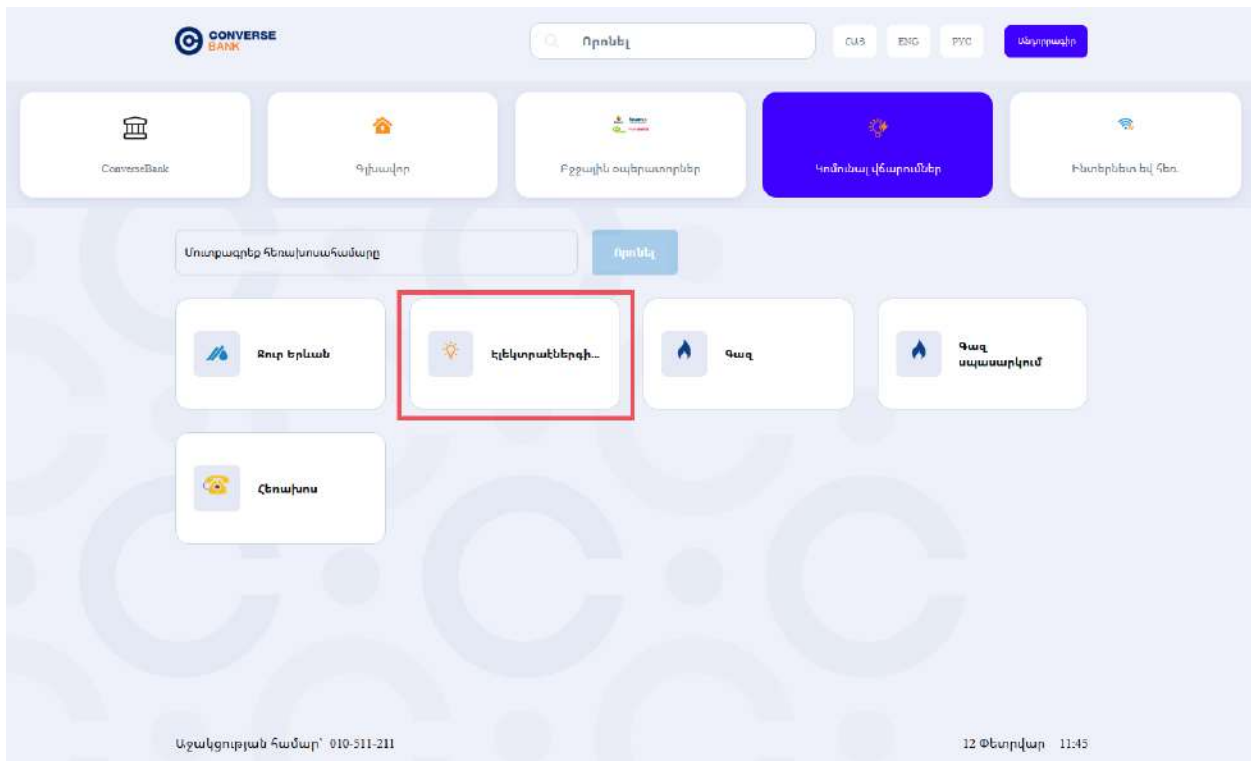 CONVERSE
BANK
Որոնել
ՀԱՅ
ENG
РУС
Անդորրագիր
ConverseBank
Գլխավոր
Բջջային օպերատորներ
Կոմունալ վճարումներ
Ինտերնետ եվ հեռ.
Մուտքագրեք հեռախոսահամարը
Որոնել
Ջուր Երևան
Էլեկտրաէներգի...
Գազ
Գազ
սպասարկում
Հեռախոս
Աջակցության համար՝ 010-511-211
12 Փետրվար 11:45